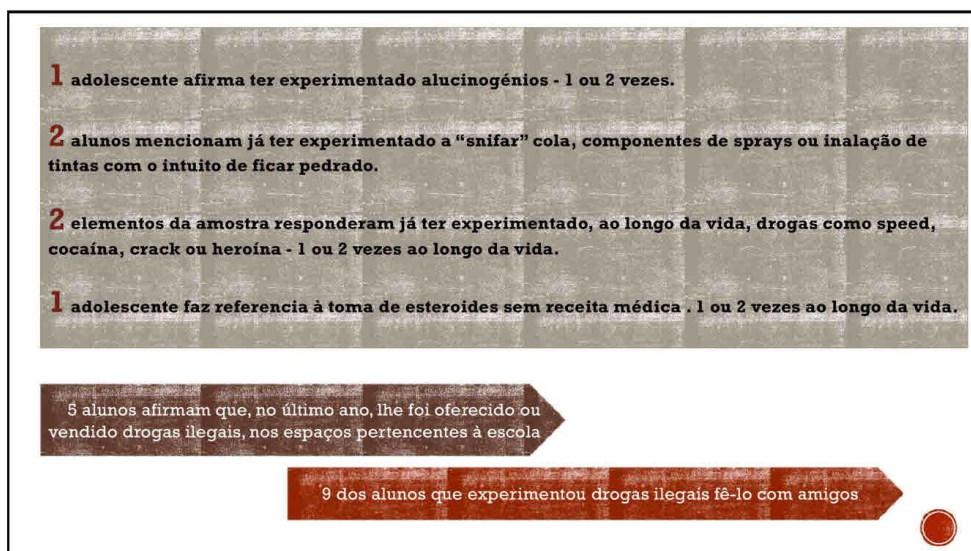 1 adolescente afirma ter experimentado alucinogénios - 1 ou 2 vezes.
2 alunos mencionam já ter experimentado a “snifar” cola, componentes de sprays ou inalação de
tintas com o intuito de ficar pedrado.
2 elementos da amostra responderam já ter experimentado, ao longo da vida, drogas como speed,
cocaína, crack ou heroína - 1 ou 2 vezes ao longo da vida.
1 adolescente faz referencia à toma de esteroides sem receita médica . 1 ou 2 vezes ao longo da vida.
5 alunos afirmam que, no último ano, lhe foi oferecido ou
vendido drogas ilegais, nos espaços pertencentes à escola
9 dos alunos que experimentou drogas ilegais fê-lo com amigos